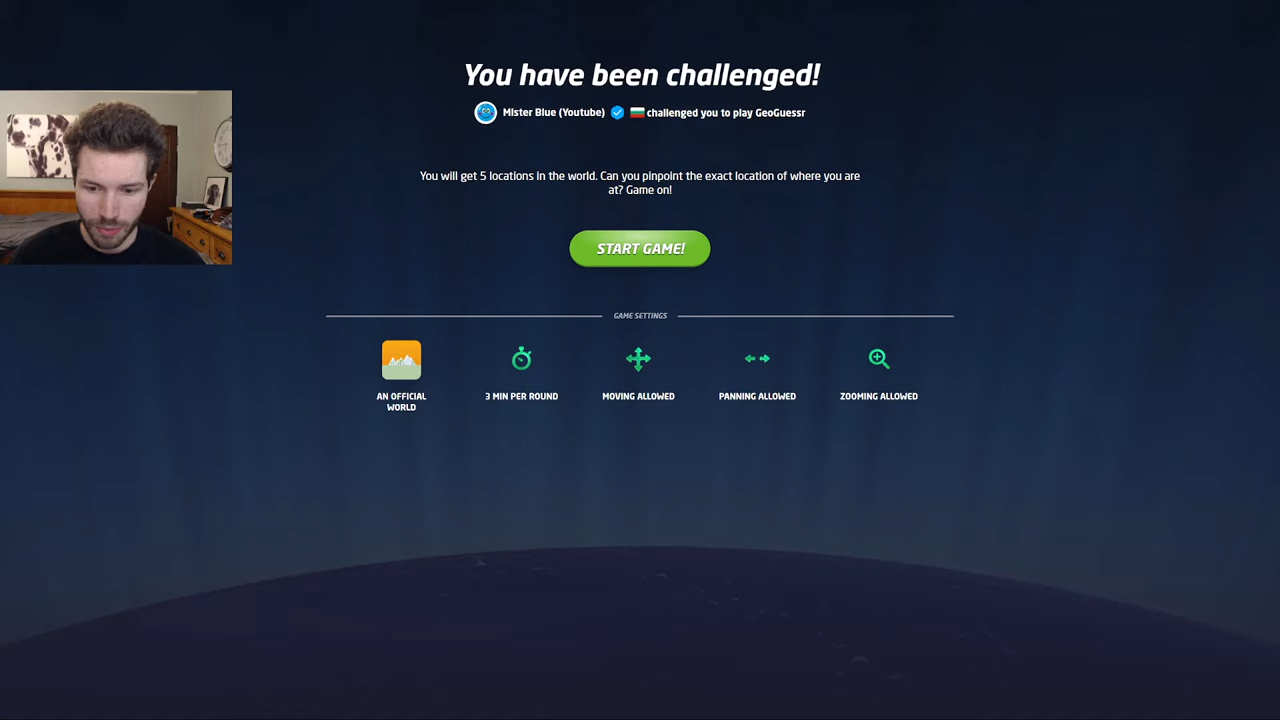 You have been challenged!
Mister Blue (Youtube) challenged you to play GeoGuessr
You will get 5 locations in the world. Can you pinpoint the exact location of where you are
at? Game on!
START GAME!
GAME SETTINGS
AN OFFICIAL
WORLD
3 MIN PER ROUND
MOVING ALLOWED
PANNING ALLOWED
ZOOMING ALLOWED